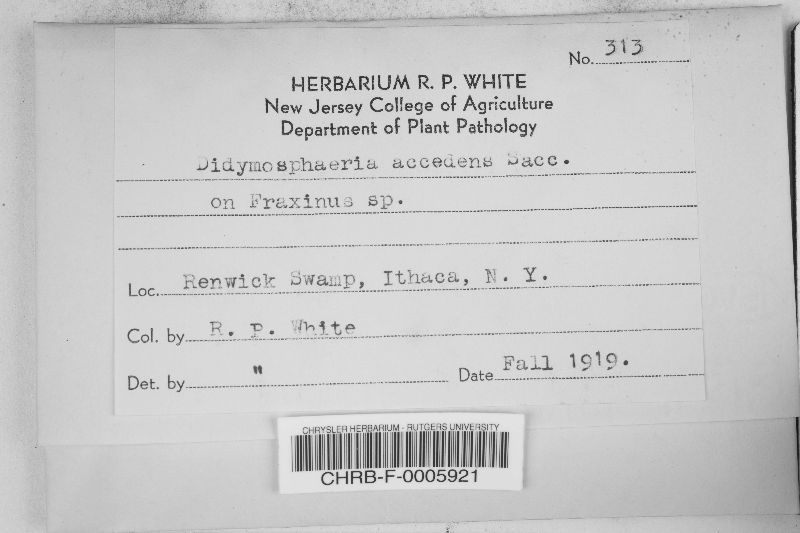 No. 313
HERBARIUM R. P. WHITE
New Jersey College of Agriculture
Department of Plant Pathology
Didymosphaeria accedens Sacc.
on Fraxinus sp.
Loc. Renwick Swamp, Ithaca, N. Y.
Col. by R. P. White
Det. by " Date Fall 1919.
CHRYSLER HERBARIUM - RUTGERS UNIVERSITY
CHRB-F-0005921